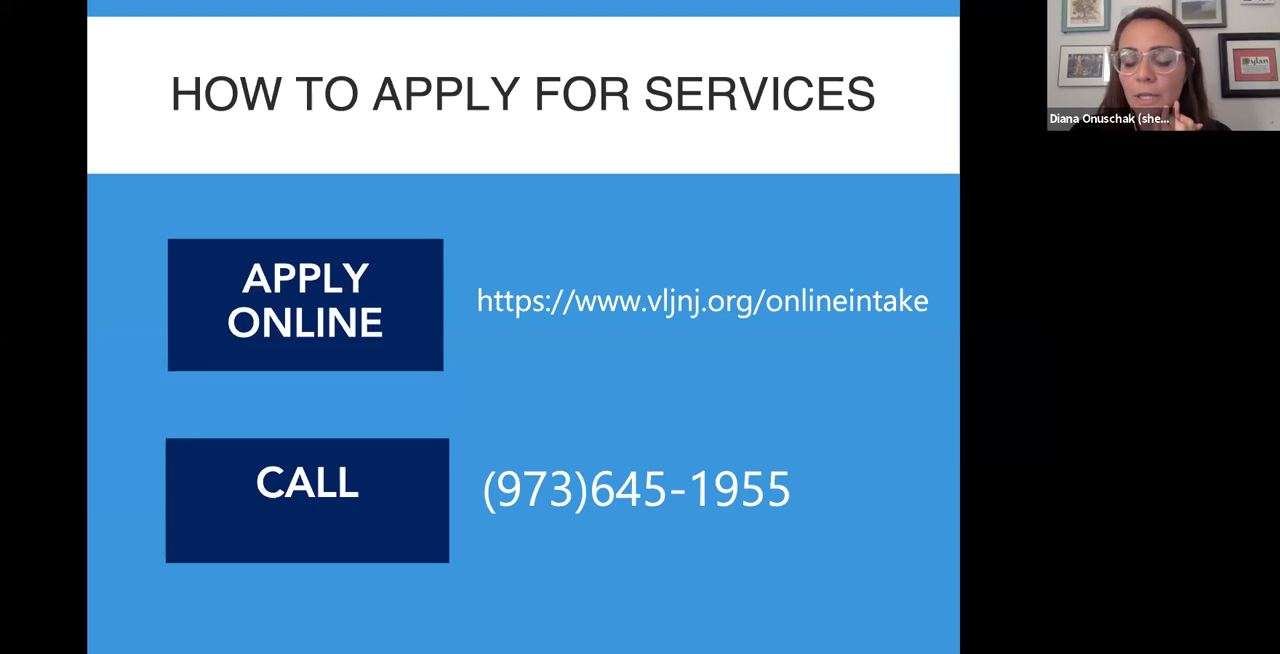 HOW TO APPLY FOR SERVICES
APPLY
ONLINE
https://www.vljnj.org/onlineintake
CALL
(973)645-1955
Dylan
Diana Onuschak (she...